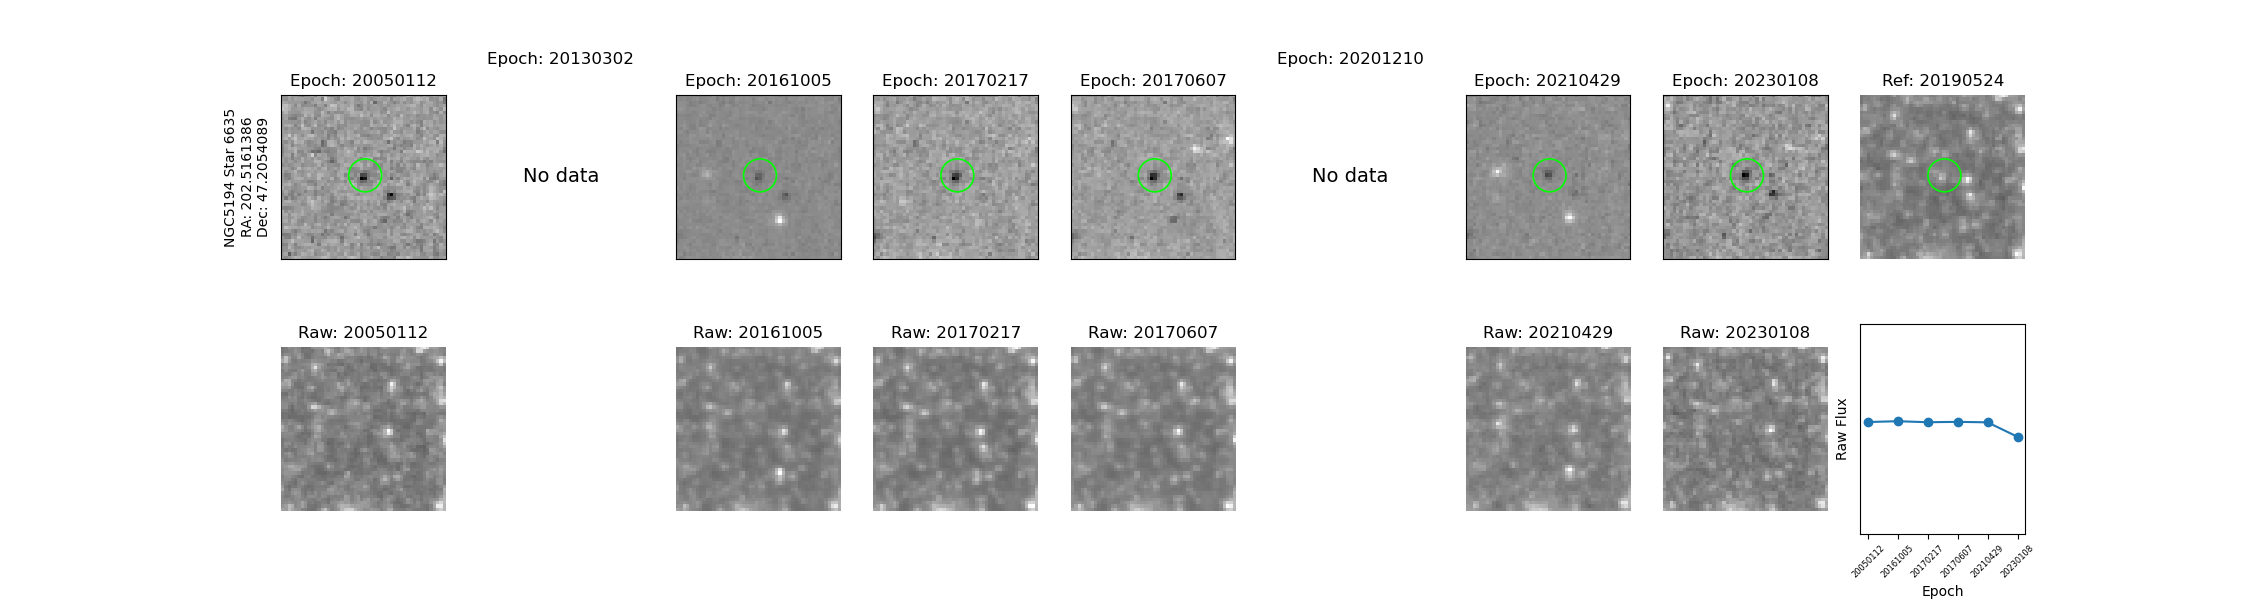 Epoch: 20130302
Epoch: 20201210
Epoch: 20050112
Epoch: 20161005
Epoch: 20170217
Epoch: 20170607
Epoch: 20210429
Epoch: 20230108
Ref: 20190524
NGC5194 Star 6635
RA: 202.5161386
Dec: 47.2054089
No data
No data
Raw: 20050112
Raw: 20161005
Raw: 20170217
Raw: 20170607
Raw: 20210429
Raw: 20230108
Raw Flux
20050112
20161005
20170217
20170607
20210429
20230108
Epoch